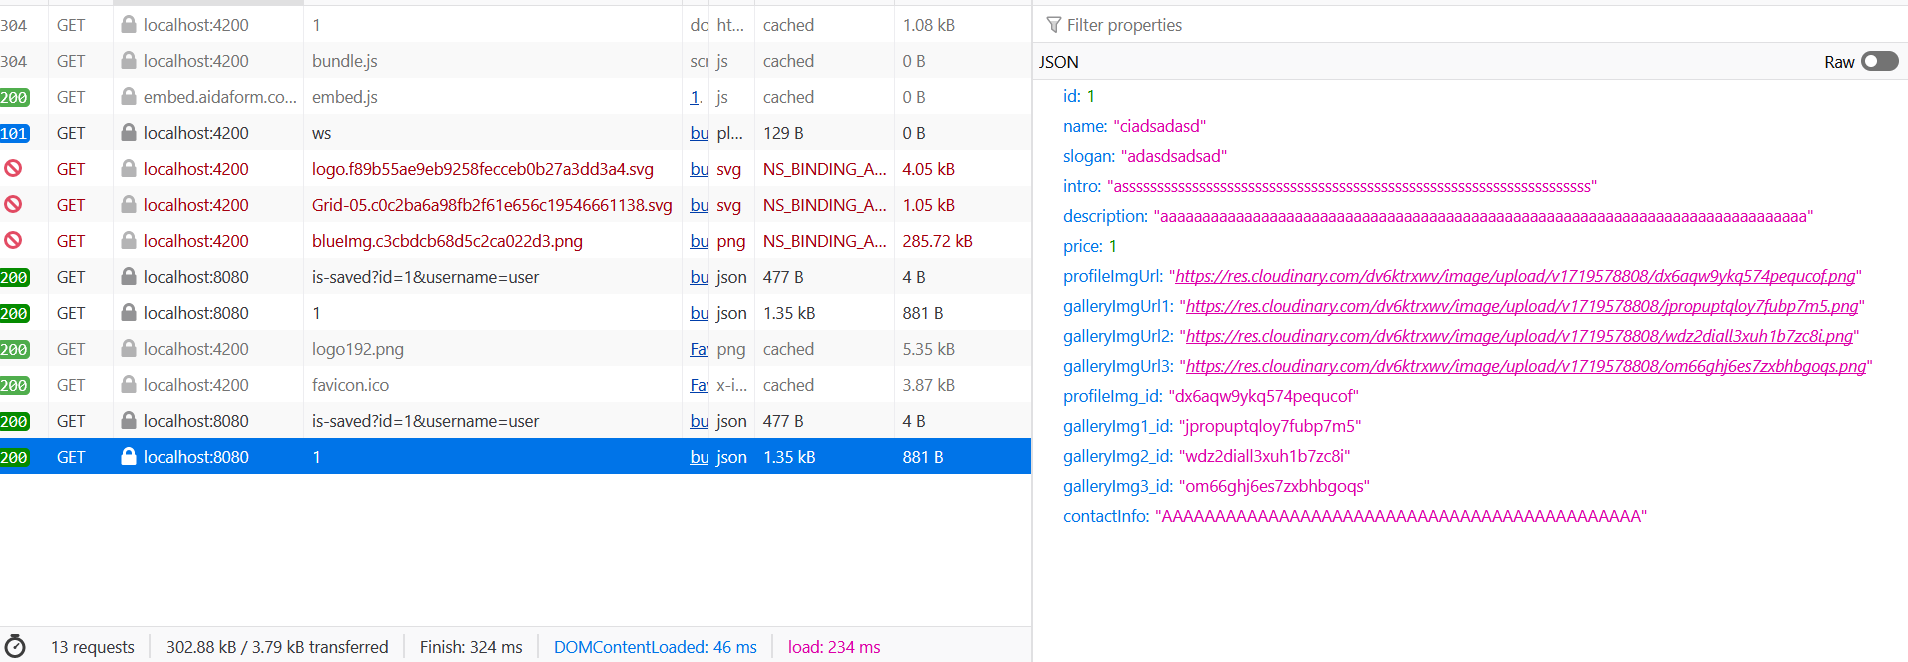 304 GET localhost:4200 1 do ht... cached 1.08 kB
304 GET localhost:4200 bundle.js scr js cached 0 B
200 GET embed.aidaform.co... embed.js 1. js cached 0 B
101 GET localhost:4200 ws bu pl... 129 B 0 B
GET localhost:4200 logo.f89b55ae9eb9258fecceb0b27a3dd3a4.svg bu svg NS_BINDING_A... 4.05 kB
GET localhost:4200 Grid-05.c0c2ba6a98fb2f61e656c19546661138.svg bu svg NS_BINDING_A... 1.05 kB
GET localhost:4200 blueImg.c3cbdcb68d5c2ca022d3.png bu png NS_BINDING_A... 285.72 kB
200 GET localhost:8080 is-saved?id=1&username=user bu json 477 B 4 B
200 GET localhost:8080 1 bu json 1.35 kB 881 B
200 GET localhost:4200 logo192.png Fav png cached 5.35 kB
200 GET localhost:4200 favicon.ico Fav x-i... cached 3.87 kB
200 GET localhost:8080 is-saved?id=1&username=user bu json 477 B 4 B
200 GET localhost:8080 1 bu json 1.35 kB 881 B
13 requests 302.88 kB / 3.79 kB transferred Finish: 324 ms DOMContentLoaded: 46 ms load: 234 ms
Filter properties
JSON Raw
id: 1
name: "ciadsadasd"
slogan: "adasdsadsad"
intro: "asssssssssssssssssssssssssssssssssssssssssssssssssssssssssssssssssss"
description: "aaaaaaaaaaaaaaaaaaaaaaaaaaaaaaaaaaaaaaaaaaaaaaaaaaaaaaaaaaaaaaaaaaaaaaaaaaaa"
price: 1
profileImgUrl: "https://res.cloudinary.com/dv6ktrxwv/image/upload/v1719578808/dx6aqw9ykq574pequcof.png"
galleryImgUrl1: "https://res.cloudinary.com/dv6ktrxwv/image/upload/v1719578808/jpropuptqloy7fubp7m5.png"
galleryImgUrl2: "https://res.cloudinary.com/dv6ktrxwv/image/upload/v1719578808/wdz2diall3xuh1b7zc8i.png"
galleryImgUrl3: "https://res.cloudinary.com/dv6ktrxwv/image/upload/v1719578808/om66ghj6es7zxbhbgoqs.png"
profileImg_id: "dx6aqw9ykq574pequcof"
galleryImg1_id: "jpropuptqloy7fubp7m5"
galleryImg2_id: "wdz2diall3xuh1b7zc8i"
galleryImg3_id: "om66ghj6es7zxbhbgoqs"
contactInfo: "AAAAAAAAAAAAAAAAAAAAAAAAAAAAAAAAAAAAAAAAAAAAA"